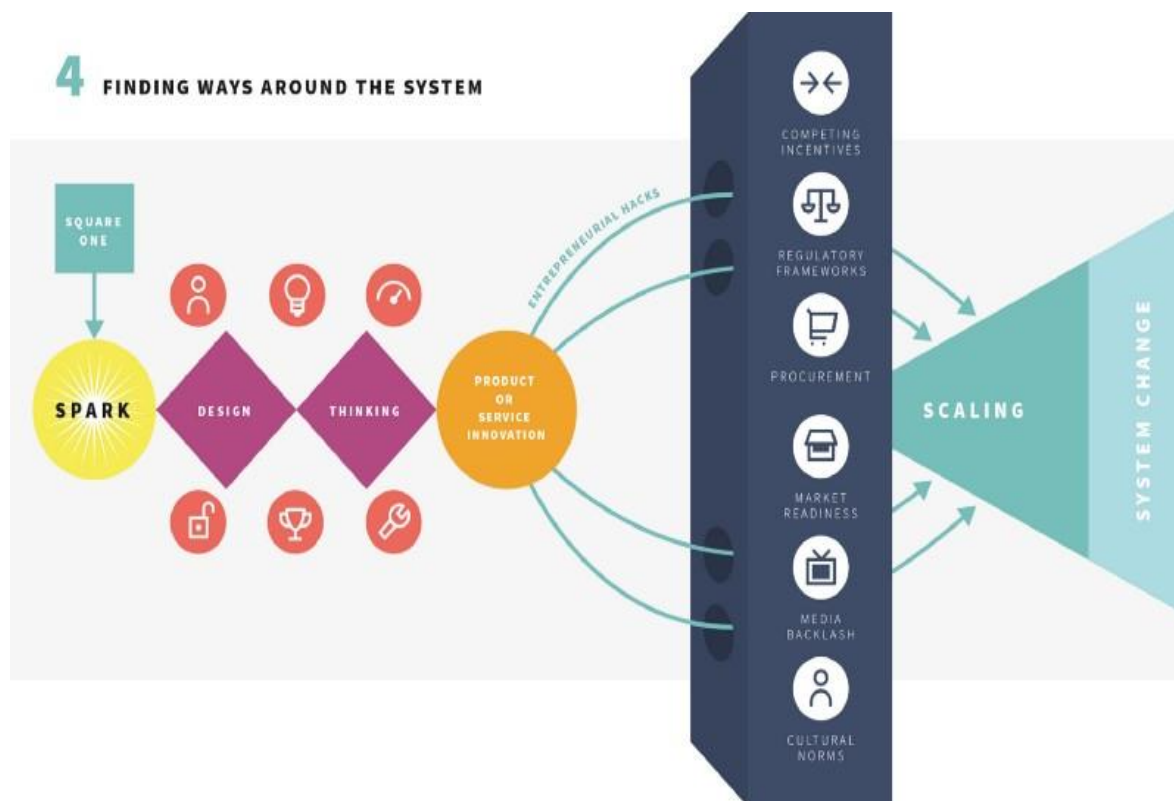 4 FINDING WAYS AROUND THE SYSTEM
SQUARE
ONE
SPARK
DESIGN
THINKING
PRODUCT
OR
SERVICE
INNOVATION
ENTREPRENEURIAL HACKS
COMPETING
INCENTIVES
REGULATORY
FRAMEWORKS
PROCUREMENT
MARKET
READINESS
MEDIA
BACKLASH
CULTURAL
NORMS
SCALING
SYSTEM CHANGE